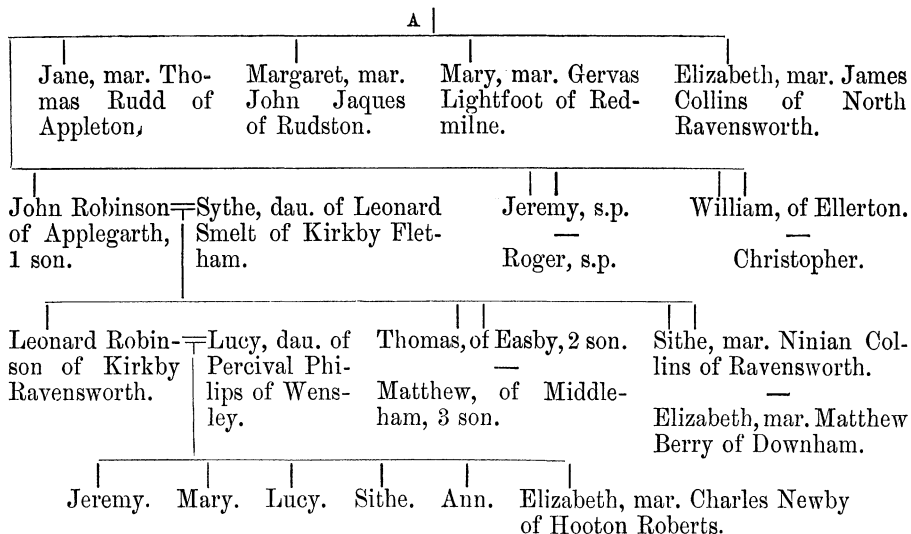 A
Jane, mar. Tho-
mas Rudd of
Appleton,
Margaret, mar.
John Jaques
of Rudston.
Mary, mar. Gervas
Lightfoot of Red-
milne.
Elizabeth, mar. James
Collins of North
Ravensworth.
John Robinson
of Applegarth,
1 son.
Sythe, dau. of Leonard
Smelt of Kirkby Flet-
ham.
Jeremy, s.p.
—
Roger, s.p.
William, of Ellerton.
—
Christopher.
Leonard Robin-
son of Kirkby
Ravensworth.
Lucy, dau. of
Percival Phi-
lips of Wens-
ley.
Thomas, of Easby, 2 son.
—
Matthew, of Middle-
ham, 3 son.
Sithe, mar. Ninian Col-
lins of Ravensworth.
—
Elizabeth, mar. Matthew
Berry of Downham.
Jeremy.
Mary.
Lucy.
Sithe.
Ann.
Elizabeth, mar. Charles Newby
of Hooton Roberts.